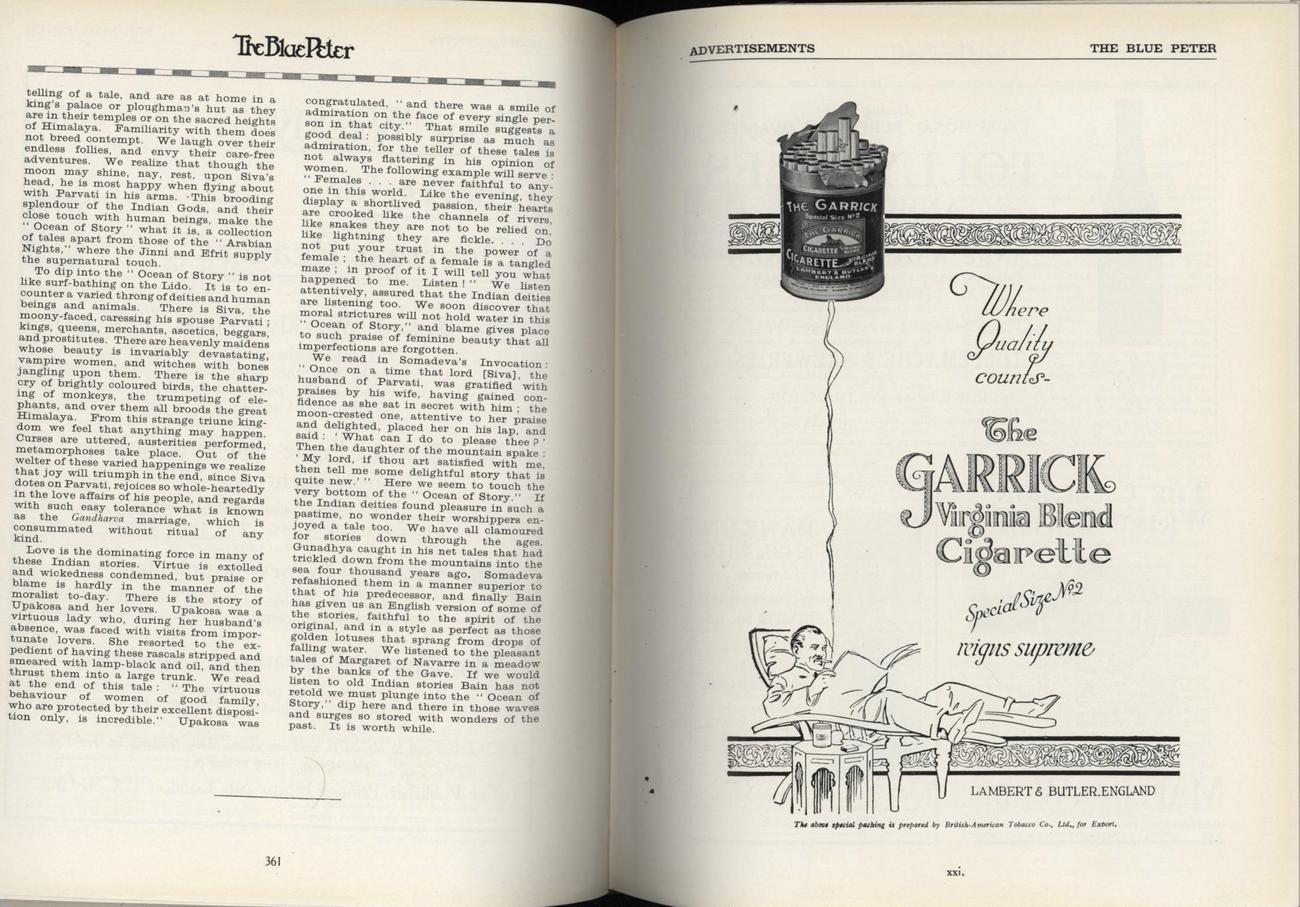 The Blue Peter
telling of a tale, and are as at home in a
king's palace or ploughman's hut as they
are in their temples or on the sacred heights
of Himalaya. Familiarity with them does
not breed contempt. We laugh over their
endless follies, and envy their care-free
adventures. We realize that though the
moon may shine, nay, rest, upon Siva's
head, he is most happy when flying about
with Parvati in his arms. This brooding
splendour of the Indian Gods, and their
close touch with human beings, make the
" Ocean of Story " what it is, a collection
of tales apart from those of the " Arabian
Nights," where the Jinni and Efrit supply
the supernatural touch.
To dip into the " Ocean of Story " is not
like surf-bathing on the Lido. It is to en-
counter a varied throng of deities and human
beings and animals. There is Siva, the
moony-faced, caressing his spouse Parvati ;
kings, queens, merchants, ascetics, beggars,
and prostitutes. There are heavenly maidens
whose beauty is invariably devastating,
vampire women, and witches with bones
jangling upon them. There is the sharp
cry of brightly coloured birds, the chatter-
ing of monkeys, the trumpeting of ele-
phants, and over them all broods the great
Himalaya. From this strange triune king-
dom we feel that anything may happen.
Curses are uttered, austerities performed,
metamorphoses take place. Out of the
welter of these varied happenings we realize
that joy will triumph in the end, since Siva
dotes on Parvati, rejoices so whole-heartedly
in the love affairs of his people, and regards
with such easy tolerance what is known
as the Gandharva marriage, which is
consummated without ritual of any
kind.
Love is the dominating force in many of
these Indian stories. Virtue is extolled
and wickedness condemned, but praise or
blame is hardly in the manner of the
moralist to-day. There is the story of
Upakosa and her lovers. Upakosa was a
virtuous lady who, during her husband's
absence, was faced with visits from impor-
tunate lovers. She resorted to the ex-
pedient of having these rascals stripped and
smeared with lamp-black and oil, and then
thrust them into a large trunk. We read
at the end of this tale : " The virtuous
behaviour of women of good family,
who are protected by their excellent disposi-
tion only, is incredible." Upakosa was
congratulated, " and there was a smile of
admiration on the face of every single per-
son in that city." That smile suggests a
good deal : possibly surprise as much as
admiration, for the teller of these tales is
not always flattering in his opinion of
women. The following example will serve :
" Females . . . are never faithful to any-
one in this world. Like the evening, they
display a shortlived passion, their hearts
are crooked like the channels of rivers,
like snakes they are not to be relied on,
like lightning they are fickle. . . . Do
not put your trust in the power of a
female ; the heart of a female is a tangled
maze ; in proof of it I will tell you what
happened to me. Listen ! " We listen
attentively, assured that the Indian deities
are listening too. We soon discover that
moral strictures will not hold water in this
" Ocean of Story," and blame gives place
to such praise of feminine beauty that all
imperfections are forgotten.
We read in Somadeva's Invocation :
" Once on a time that lord [Siva], the
husband of Parvati, was gratified with
praises by his wife, having gained con-
fidence as she sat in secret with him ; the
moon-crested one, attentive to her praise
and delighted, placed her on his lap, and
said : ' What can I do to please thee ? '
Then the daughter of the mountain spake :
' My lord, if thou art satisfied with me,
then tell me some delightful story that is
quite new.' " Here we seem to touch the
very bottom of the " Ocean of Story." If
the Indian deities found pleasure in such a
pastime, no wonder their worshippers en-
joyed a tale too. We have all clamoured
for stories down through the ages.
Gunadhya caught in his net tales that had
trickled down from the mountains into the
sea four thousand years ago. Somadeva
refashioned them in a manner superior to
that of his predecessor, and finally Bain
has given us an English version of some of
the stories, faithful to the spirit of the
original, and in a style as perfect as those
golden lotuses that sprang from drops of
falling water. We listened to the pleasant
tales of Margaret of Navarre in a meadow
by the banks of the Gave. If we would
listen to old Indian stories Bain has not
retold we must plunge into the " Ocean of
Story," dip here and there in those waves
and surges so stored with wonders of the
past. It is worth while.
361
ADVERTISEMENTS THE BLUE PETER
THE GARRICK
Special Size Nº2
THE GARRICK
CIGARETTE
CIGARETTE VIRGINIA BLEND
LAMBERT & BUTLER
ENGLAND
Where
Quality
counts-
The
GARRICK
Virginia Blend
Cigarette
Special Size Nº2
reigns supreme
LAMBERT & BUTLER. ENGLAND
The above special packing is prepared by British-American Tobacco Co., Ltd., for Export.
xxi.